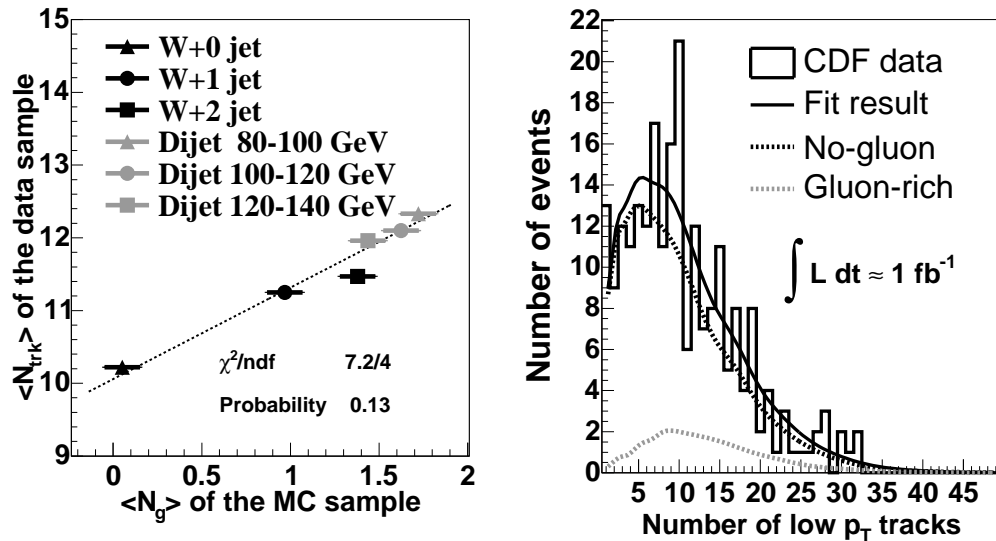 <N_trk> of the data sample
15
14
13
12
11
10
9
W+0 jet
W+1 jet
W+2 jet
Dijet 80-100 GeV
Dijet 100-120 GeV
Dijet 120-140 GeV
χ²/ndf 7.2/4
Probability 0.13
0 0.5 1 1.5 2
<N_g> of the MC sample
Number of events
22
20
18
16
14
12
10
8
6
4
2
0
CDF data
Fit result
No-gluon
Gluon-rich
∫ L dt ≈ 1 fb⁻¹
5 10 15 20 25 30 35 40 45
Number of low p_T tracks